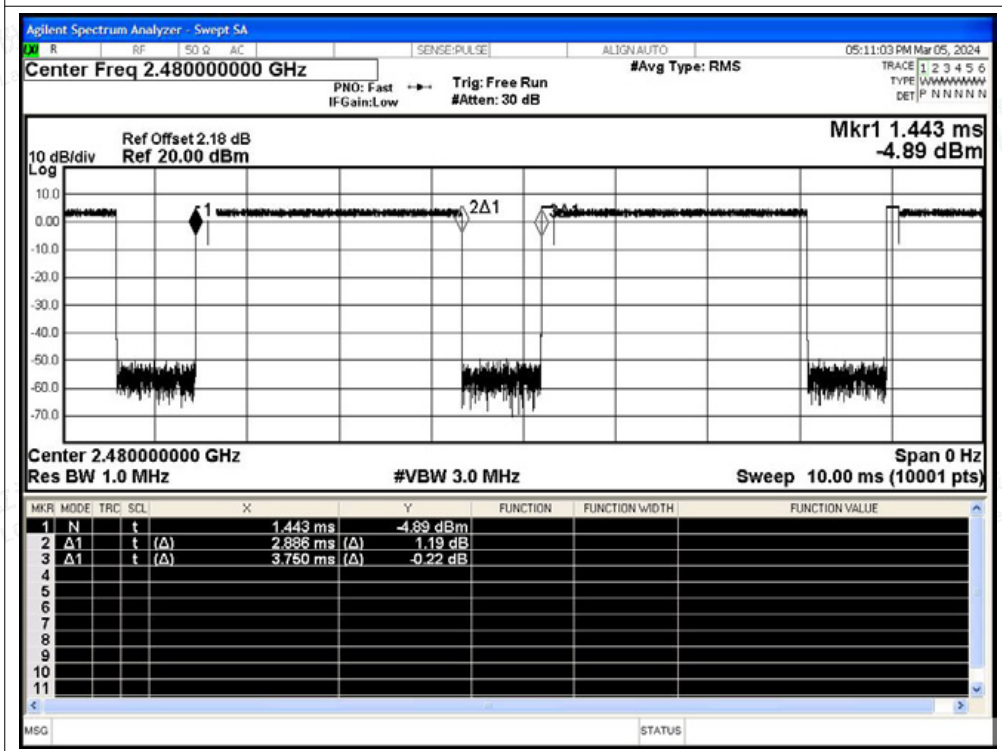 Agilent Spectrum Analyzer - Swept SA
R RF 50 Ω AC SENSE:PULSE ALIGN AUTO 05:11:03 PM Mar 05, 2024
Center Freq 2.480000000 GHz
#Avg Type: RMS
TRACE 1 2 3 4 5 6
PNO: Fast
Trig: Free Run
TYPE WWWWWW
IFGain:Low
#Atten: 30 dB
DET P N N N N N
Ref Offset 2.18 dB
Mkr1 1.443 ms
10 dB/div Ref 20.00 dBm
-4.89 dBm
Log
10.0
1 2Δ1 3Δ1
0.00
-10.0
-20.0
-30.0
-40.0
-50.0
-60.0
-70.0
Center 2.480000000 GHz Span 0 Hz
Res BW 1.0 MHz #VBW 3.0 MHz Sweep 10.00 ms (10001 pts)
MKR MODE TRC SCL X Y FUNCTION FUNCTION WIDTH FUNCTION VALUE
1 N t 1.443 ms -4.89 dBm
2 Δ1 t (Δ) 2.886 ms (Δ) 1.19 dB
3 Δ1 t (Δ) 3.750 ms (Δ) -0.22 dB
4
5
6
7
8
9
10
11
MSG STATUS